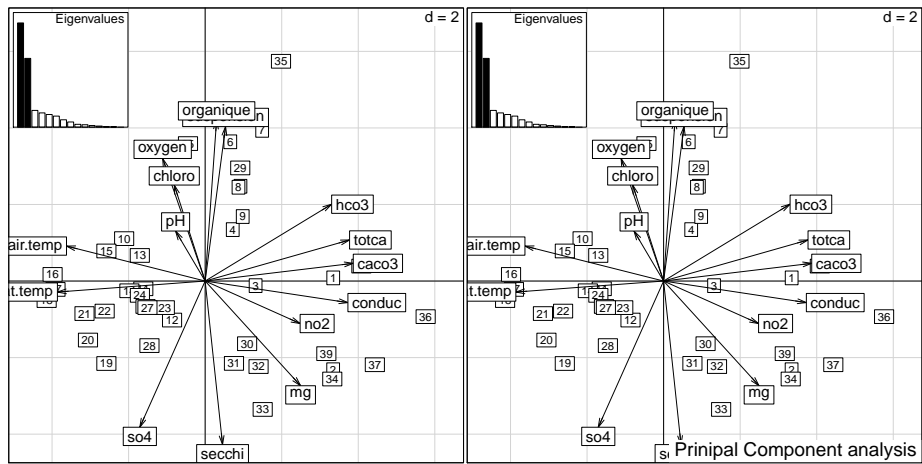 Eigenvalues
d = 2
35
organique
7
6
oxygen
29
chloro
8
hco3
9
pH
4
totca
10
air.temp
15
13
caco3
16
1
3
t.temp
24
conduc
27
23
22
21
12
no2
36
20
28
30
39
19
31
32
2
37
34
mg
33
so4
secchi
Eigenvalues
d = 2
35
organique
7
6
oxygen
29
chloro
8
hco3
9
pH
4
totca
10
air.temp
15
13
caco3
16
1
3
t.temp
24
conduc
27
23
22
21
12
no2
36
20
28
30
39
19
31
32
2
37
34
mg
33
so4
Prinipal Component analysis